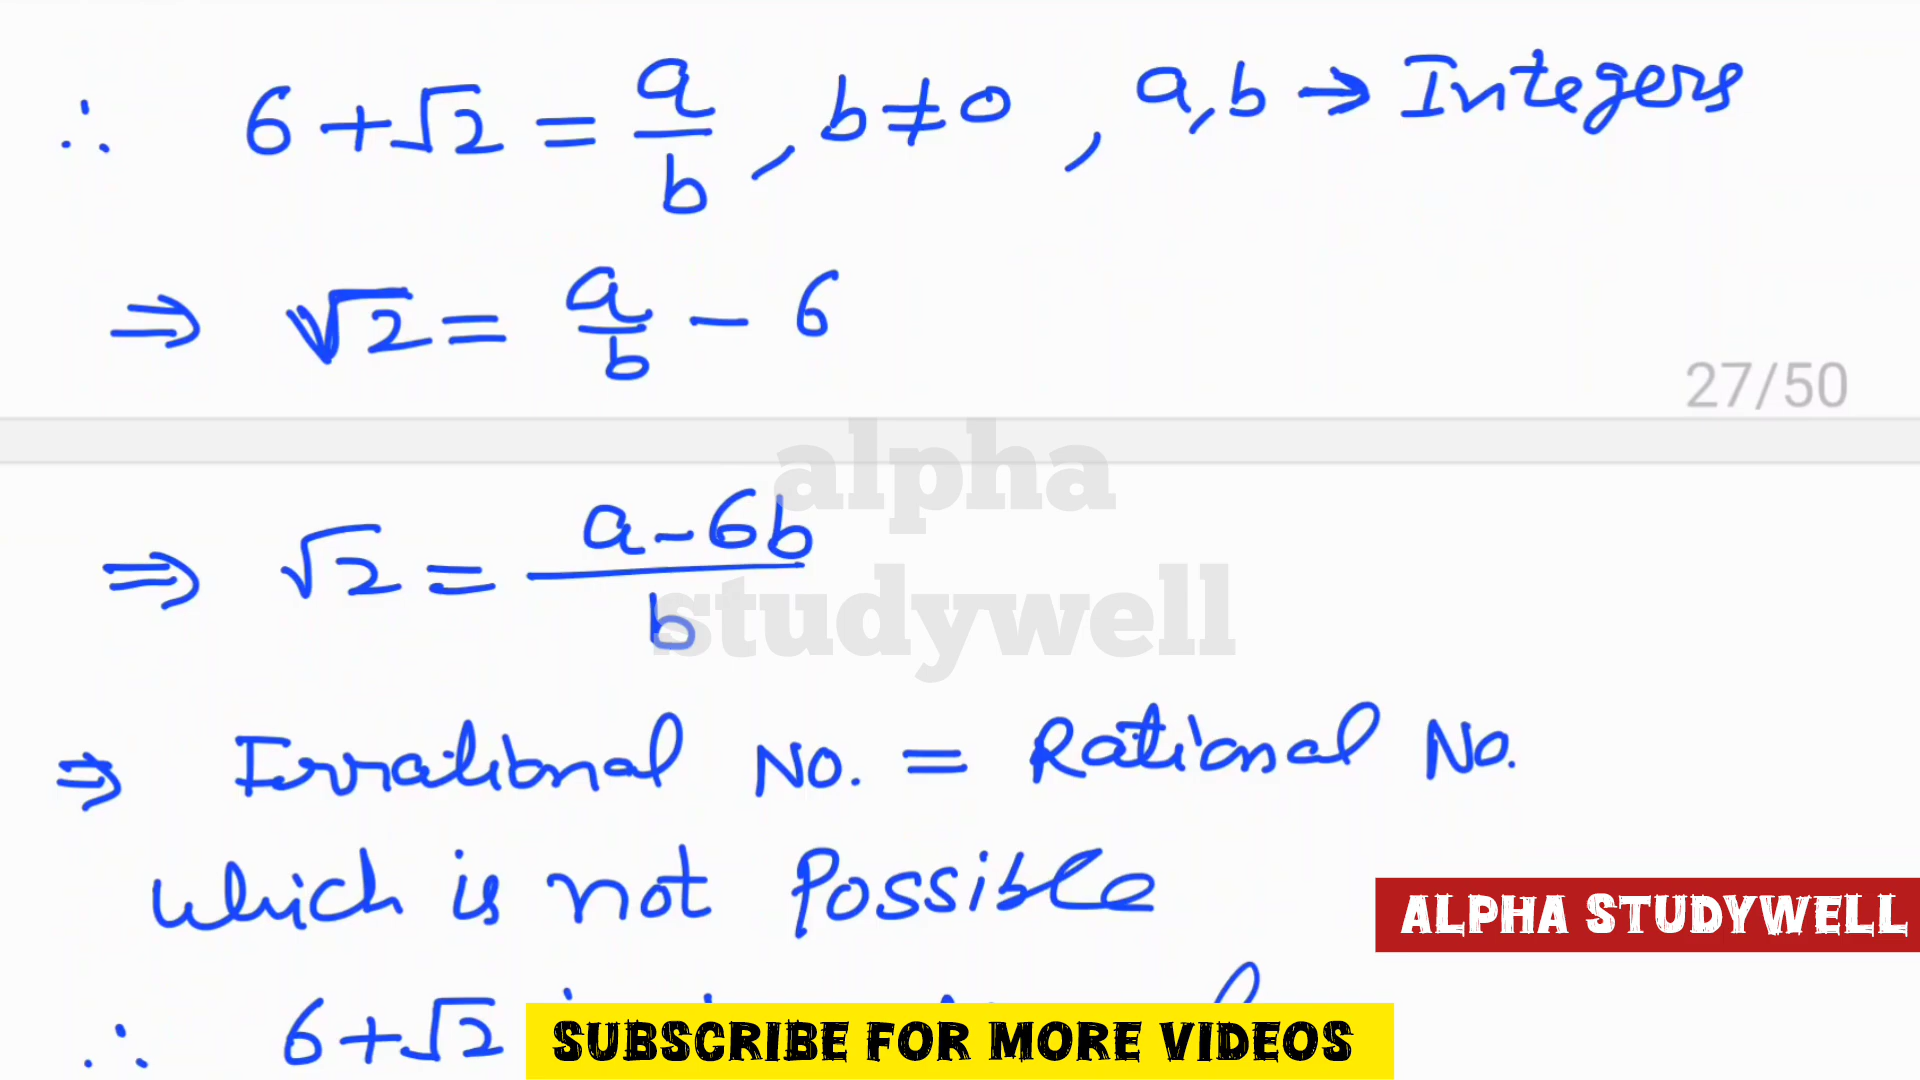 ∴ 6+√2 = a/b , b≠0 , a,b → Integers
⇒ √2 = a/b - 6
27/50
alpha
⇒ √2 = a-6b/b
studywell
⇒ Irrational No. = Rational No.
which is not Possible
ALPHA STUDYWELL
∴ 6+√2
SUBSCRIBE FOR MORE VIDEOS